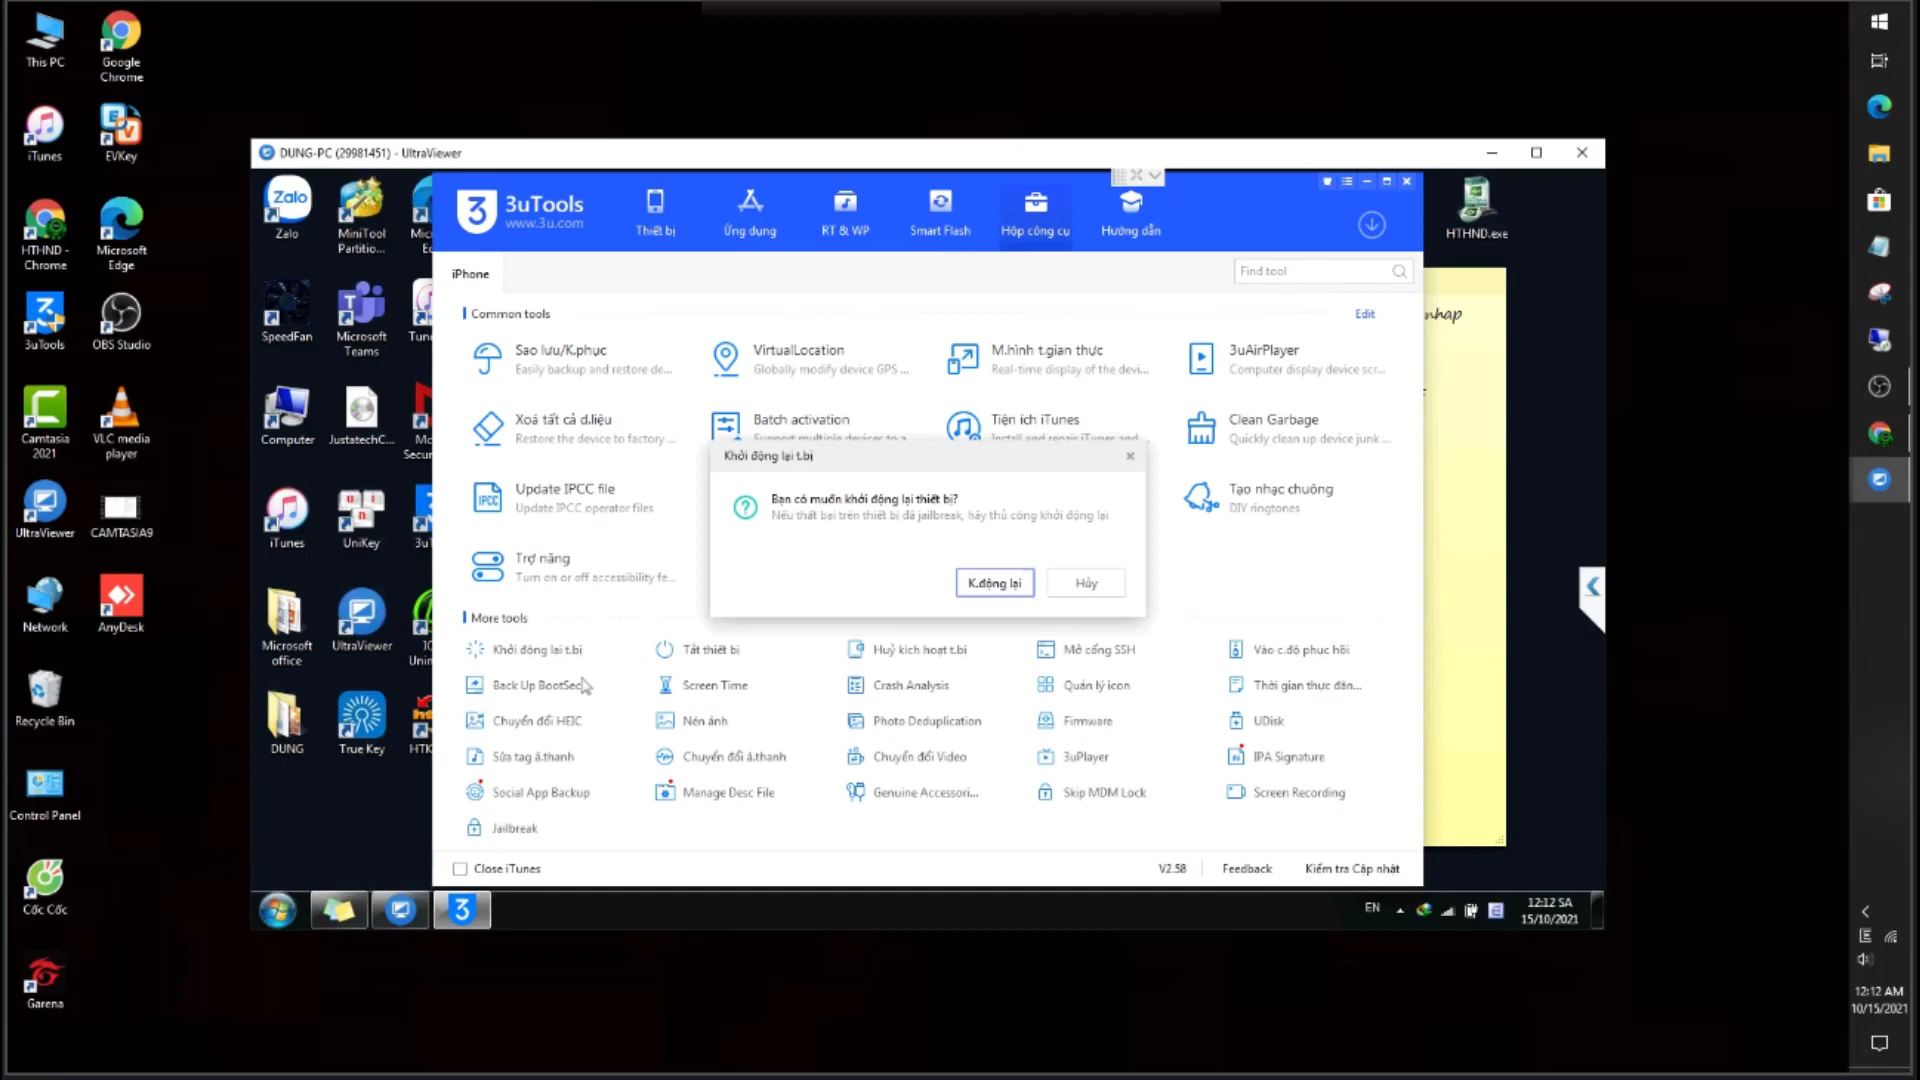 This PC
Google
Chrome
iTunes
EVKey
HTHND -
Chrome
Microsoft
Edge
3uTools
OBS Studio
Camtasia
2021
VLC media
player
UltraViewer
CAMTASIA9
Network
AnyDesk
Recycle Bin
Control Panel
Cốc Cốc
Garena
DUNG-PC (29981451) - UltraViewer
Zalo
Zalo
MiniTool
Partitio...
SpeedFan
Microsoft
Teams
Computer
JustatechC...
iTunes
UniKey
Microsoft
office
UltraViewer
DUNG
True Key
3uTools
www.3u.com
Thiết bị
Ứng dụng
RT & WP
Smart Flash
Hộp công cụ
Hướng dẫn
HTHND.exe
iPhone
Find tool
Common tools
Edit
Sao lưu/K.phục
Easily backup and restore de...
VirtualLocation
Globally modify device GPS ...
M.hình t.gian thực
Real-time display of the devi...
3uAirPlayer
Computer display device scr...
Xoá tất cả d.liệu
Restore the device to factory ...
Batch activation
Support multiple devices to a
Tiện ích iTunes
Install and repair iTunes and
Clean Garbage
Quickly clean up device junk ...
Update IPCC file
Update IPCC operator files
Tạo nhạc chuông
DIY ringtones
Trợ năng
Turn on or off accessibility fe...
Khởi động lại t.bị
Bạn có muốn khởi động lại thiết bị?
Nếu thất bại trên thiết bị đã jailbreak, hãy thủ công khởi động lại
K.động lại
Hủy
More tools
Khởi động lại t.bị
Tắt thiết bị
Huỷ kích hoạt t.bị
Mở cổng SSH
Vào c.độ phục hồi
Back Up BootSec
Screen Time
Crash Analysis
Quản lý icon
Thời gian thực đăn...
Chuyển đổi HEIC
Nén ảnh
Photo Deduplication
Firmware
UDisk
Sửa tag â.thanh
Chuyển đổi â.thanh
Chuyển đổi Video
3uPlayer
IPA Signature
Social App Backup
Manage Desc File
Genuine Accessori...
Skip MDM Lock
Screen Recording
Jailbreak
Close iTunes
V2.58
Feedback
Kiểm tra Cập nhật
EN
12:12 SA
15/10/2021
12:12 AM
10/15/2021